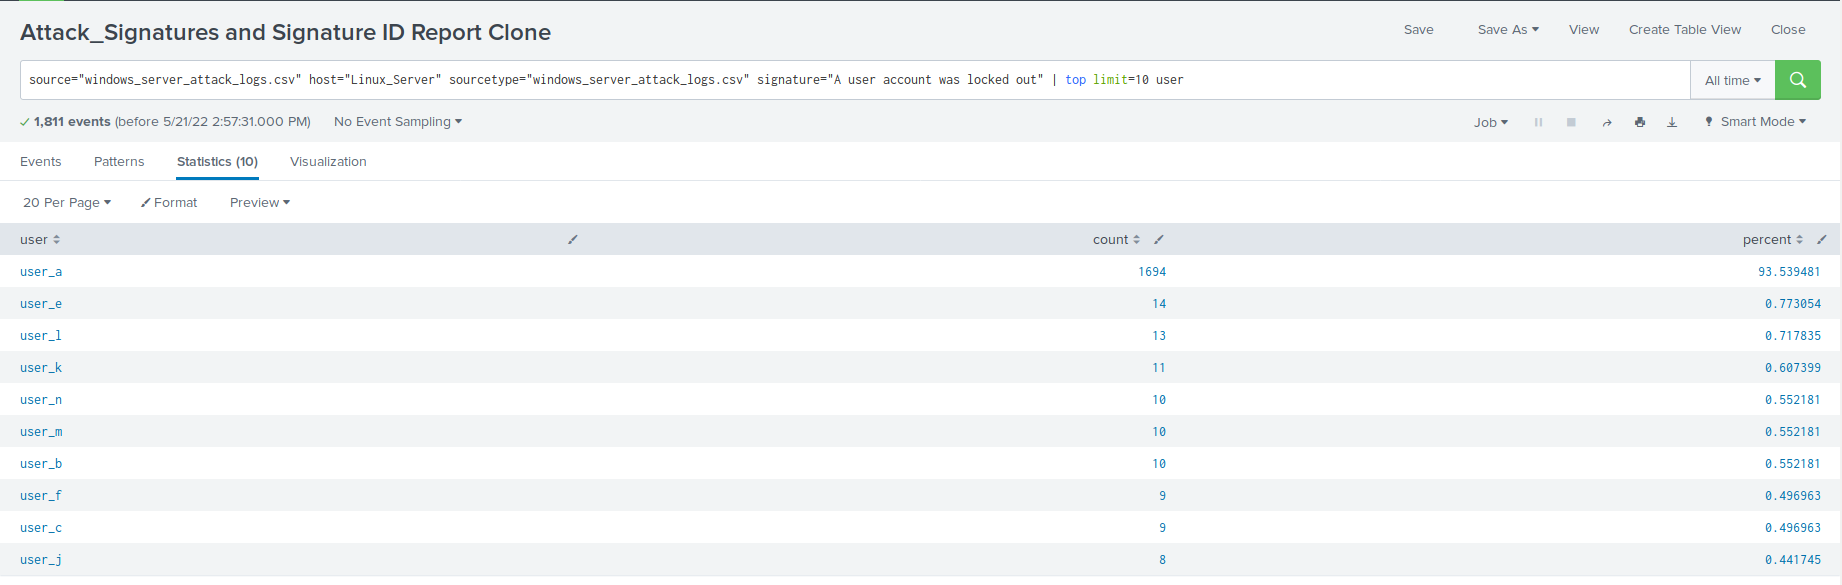 Attack_Signatures and Signature ID Report Clone
Save Save As View Create Table View Close
source="windows_server_attack_logs.csv" host="Linux_Server" sourcetype="windows_server_attack_logs.csv" signature="A user account was locked out" | top limit=10 user
All time
1,811 events (before 5/21/22 2:57:31.000 PM) No Event Sampling
Job Smart Mode
Events Patterns Statistics (10) Visualization
20 Per Page Format Preview
user count percent
user_a 1694 93.539481
user_e 14 0.773054
user_l 13 0.717835
user_k 11 0.607399
user_n 10 0.552181
user_m 10 0.552181
user_b 10 0.552181
user_f 9 0.496963
user_c 9 0.496963
user_j 8 0.441745